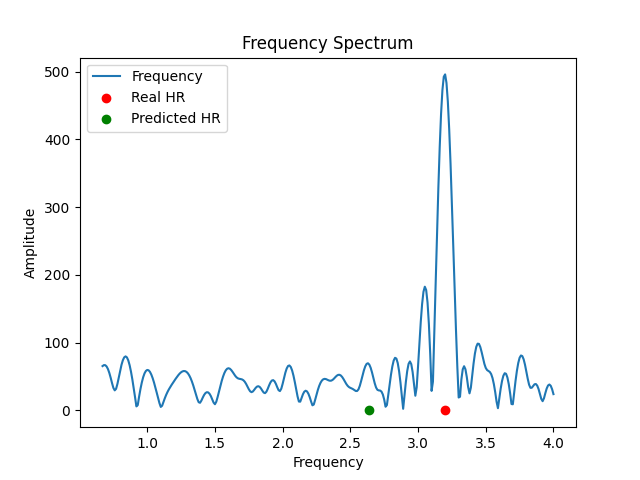 Frequency Spectrum
Frequency
Real HR
Predicted HR
Amplitude
500
400
300
200
100
0
1.0 1.5 2.0 2.5 3.0 3.5 4.0
Frequency